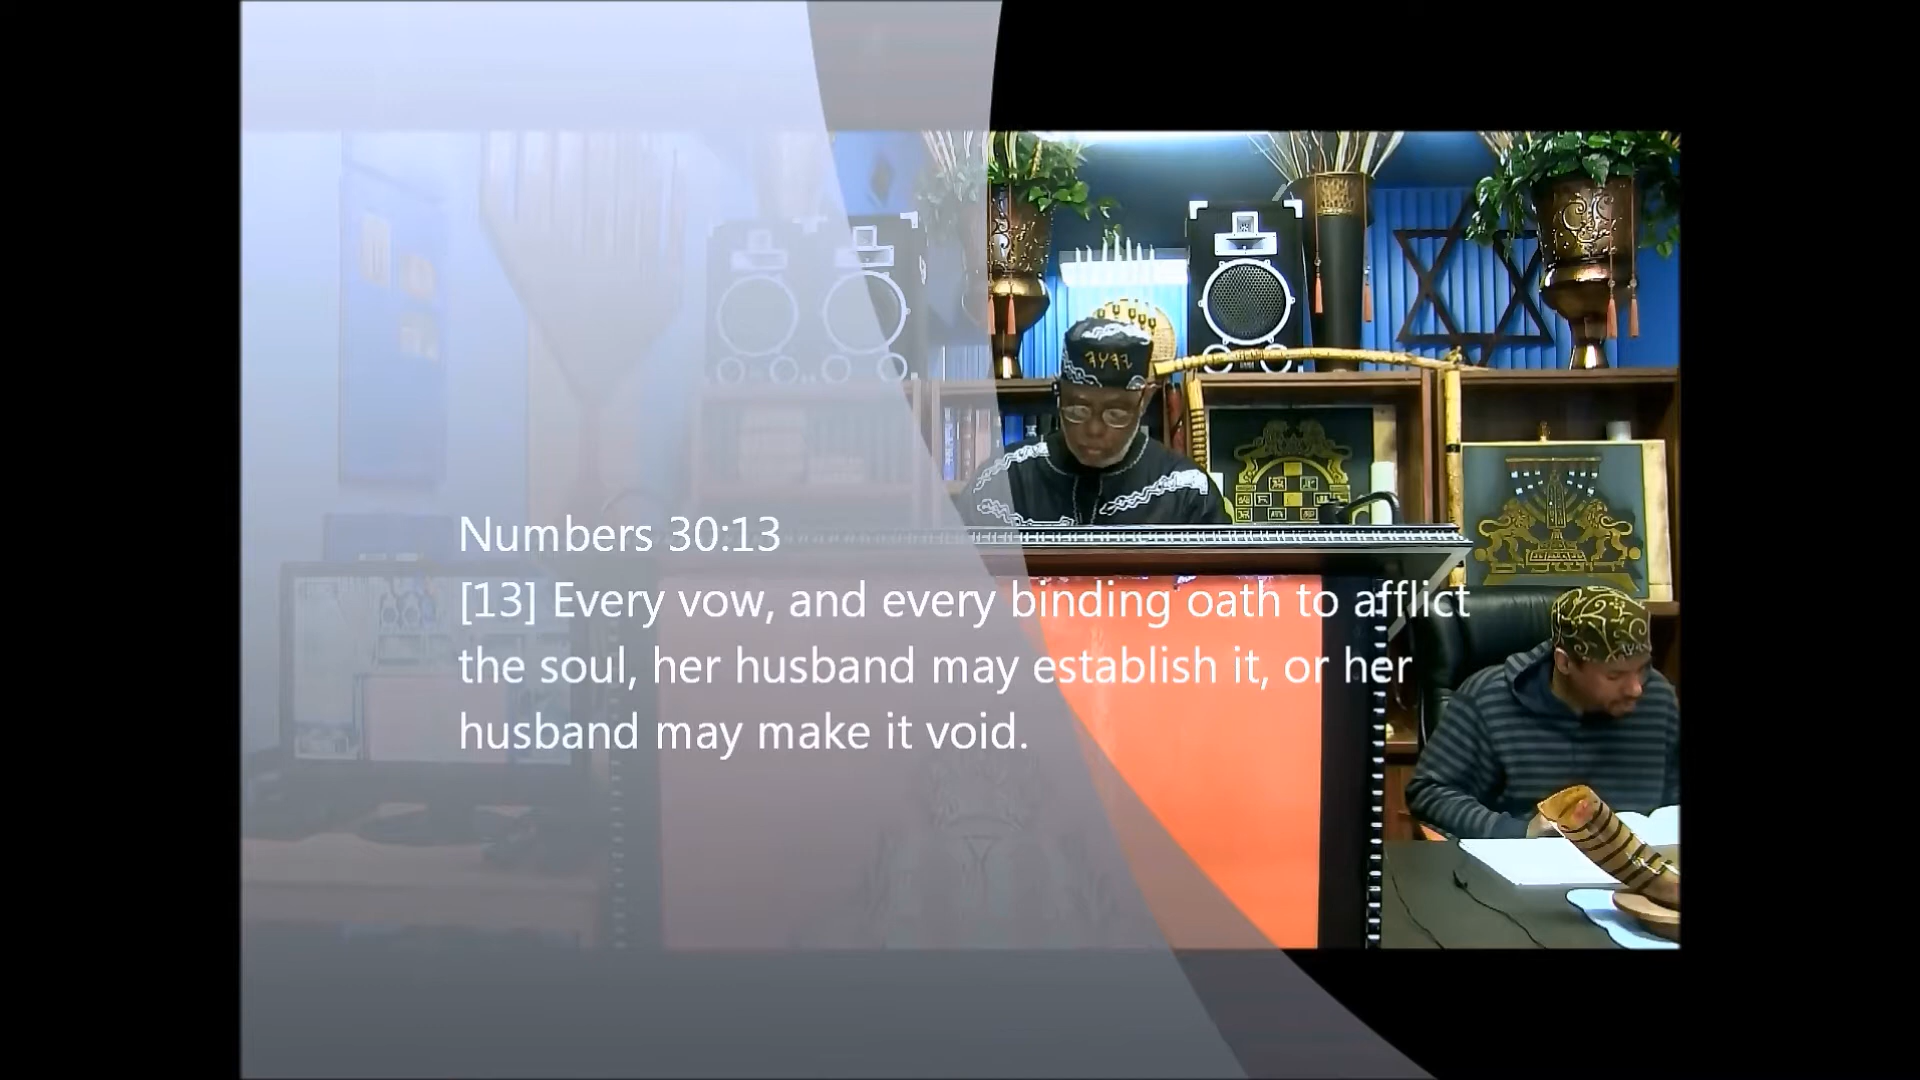 Numbers 30:13
[13] Every vow, and every binding oath to afflict
the soul, her husband may establish it, or her
husband may make it void.